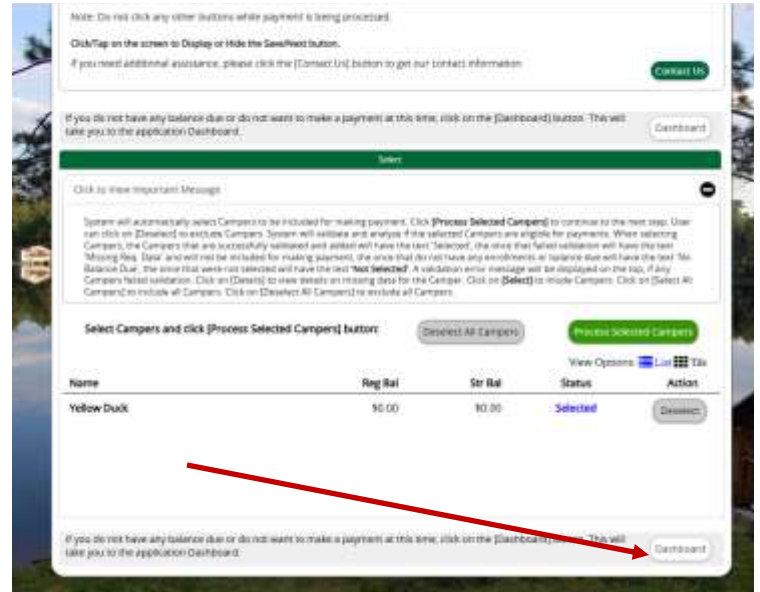 Note: Do not click any other buttons while payment is being processed.
Click/Tap on the screen to Display or Hide the Save/Next button.
If you need additional assistance, please click the [Contact Us] button to get our contact information
Contact Us
If you do not have any balance due or do not want to make a payment at this time, click on the [Dashboard] button. This will
take you to the application Dashboard.
Dashboard
Select
Click to View Important Message
System will automatically select Campers to be included for making payment. Click [Process Selected Campers] to continue to the next step. User
can click on [Deselect] to exclude Campers. System will validate and analyze if the selected Campers are eligible for payments. When selecting
Campers, the Campers that are successfully validated and added will have the text 'Selected', the once that failed validation will have the text
'Missing Req. Data' and will not be included for making payment, the once that do not have any enrollments or balance due will have the text 'No
Balance Due', the once that were not selected will have the text 'Not Selected'. A validation error message will be displayed on the top, if any
Campers failed validation. Click on [Details] to view details on missing data for the Camper. Click on [Select] to include Campers. Click on [Select All
Campers] to include all Campers. Click on [Deselect All Campers] to exclude all Campers.
Select Campers and click [Process Selected Campers] button:
Deselect All Campers
Process Selected Campers
View Options: List Tile
Name Reg Bal Str Bal Status Action
Yellow Duck $0.00 $0.00 Selected Deselect
If you do not have any balance due or do not want to make a payment at this time, click on the [Dashboard] button. This will
take you to the application Dashboard.
Dashboard